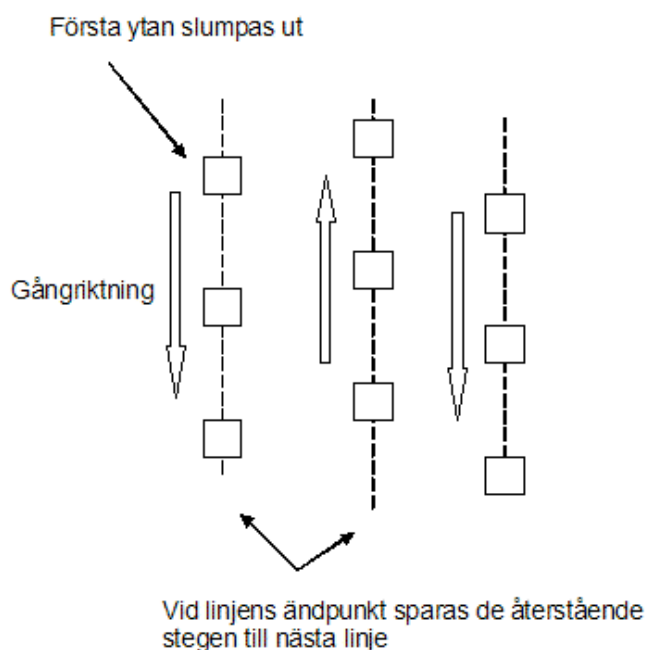 Första ytan slumpas ut
Gångriktning
Vid linjens ändpunkt sparas de återstående
stegen till nästa linje